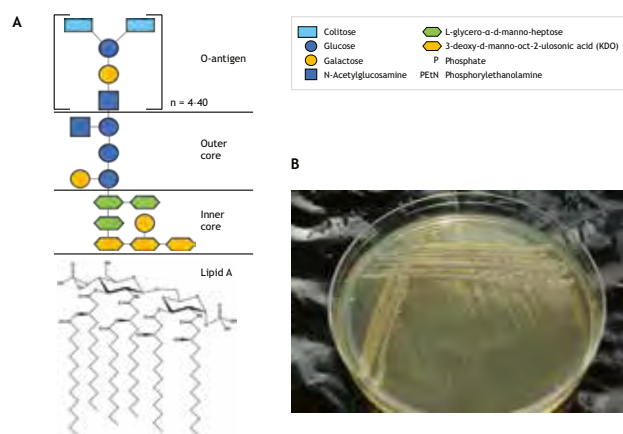 A
Colitose
Glucose
Galactose
N-Acetylglucosamine
L-glycero-α-d-manno-heptose
3-deoxy-d-manno-oct-2-ulosonic acid (KDO)
P Phosphate
PEtN Phosphorylethanolamine
O-antigen
n = 4-40
Outer
core
Inner
core
Lipid A
B